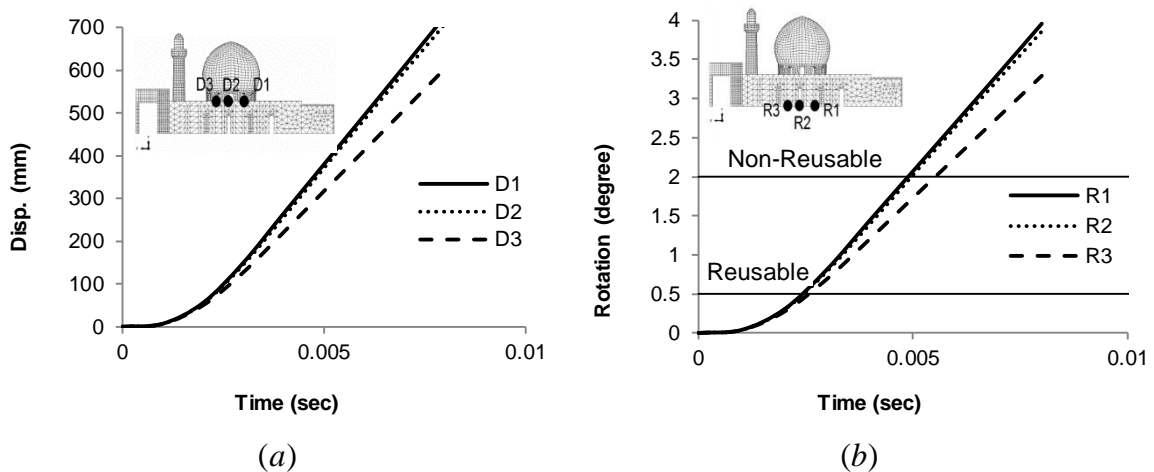 700
600
500
400
300
200
100
0
Disp. (mm)
D3 D2 D1
D1
D2
D3
0 0.005 0.01
Time (sec)
(a)
4
3.5
3
2.5
2
1.5
1
0.5
0
Rotation (degree)
R3 R2 R1
Non-Reusable
R1
R2
R3
Reusable
0 0.005 0.01
Time (sec)
(b)